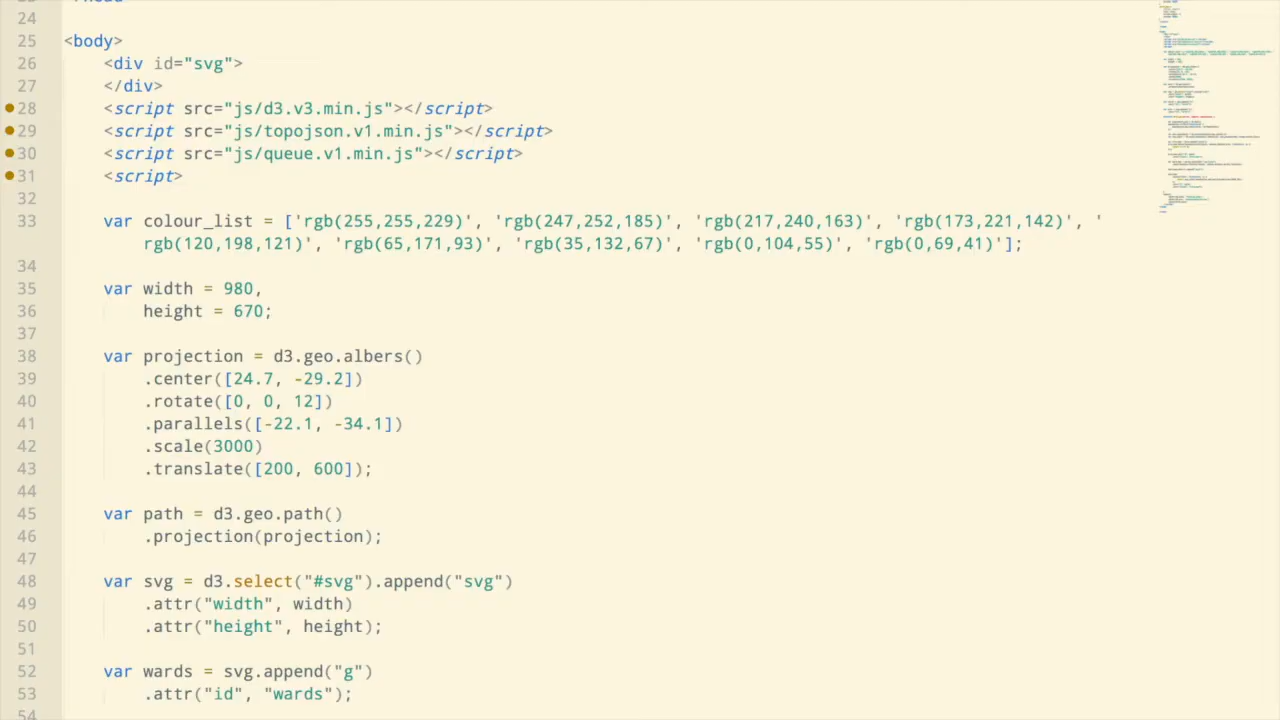 24
25 <body>
26 <div id="svg">
27 </div>
28 <script src="js/d3.v3.min.js"></script>
29 <script src="js/topojson.v1.min.js"></script>
30 <script src="js/queue.v1.min.js"></script>
31 <script>
32
33 var colour_list = ['rgb(255,255,229)', 'rgb(247,252,185)', 'rgb(217,240,163)', 'rgb(173,221,142)', '
rgb(120,198,121)', 'rgb(65,171,93)', 'rgb(35,132,67)', 'rgb(0,104,55)', 'rgb(0,69,41)'];
34
35 var width = 980,
36 height = 670;
37
38 var projection = d3.geo.albers()
39 .center([24.7, -29.2])
40 .rotate([0, 0, 12])
41 .parallels([-22.1, -34.1])
42 .scale(3000)
43 .translate([200, 600]);
44
45 var path = d3.geo.path()
46 .projection(projection);
47
48 var svg = d3.select("#svg").append("svg")
49 .attr("width", width)
50 .attr("height", height);
51
52 var wards = svg.append("g")
53 .attr("id", "wards");
54